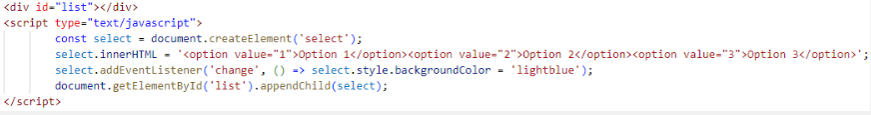 <div id="list"></div>
<script type="text/javascript">
const select = document.createElement('select');
select.innerHTML = '<option value="1">Option 1</option><option value="2">Option 2</option><option value="3">Option 3</option>';
select.addEventListener('change', () => select.style.backgroundColor = 'lightblue');
document.getElementById('list').appendChild(select);
</script>